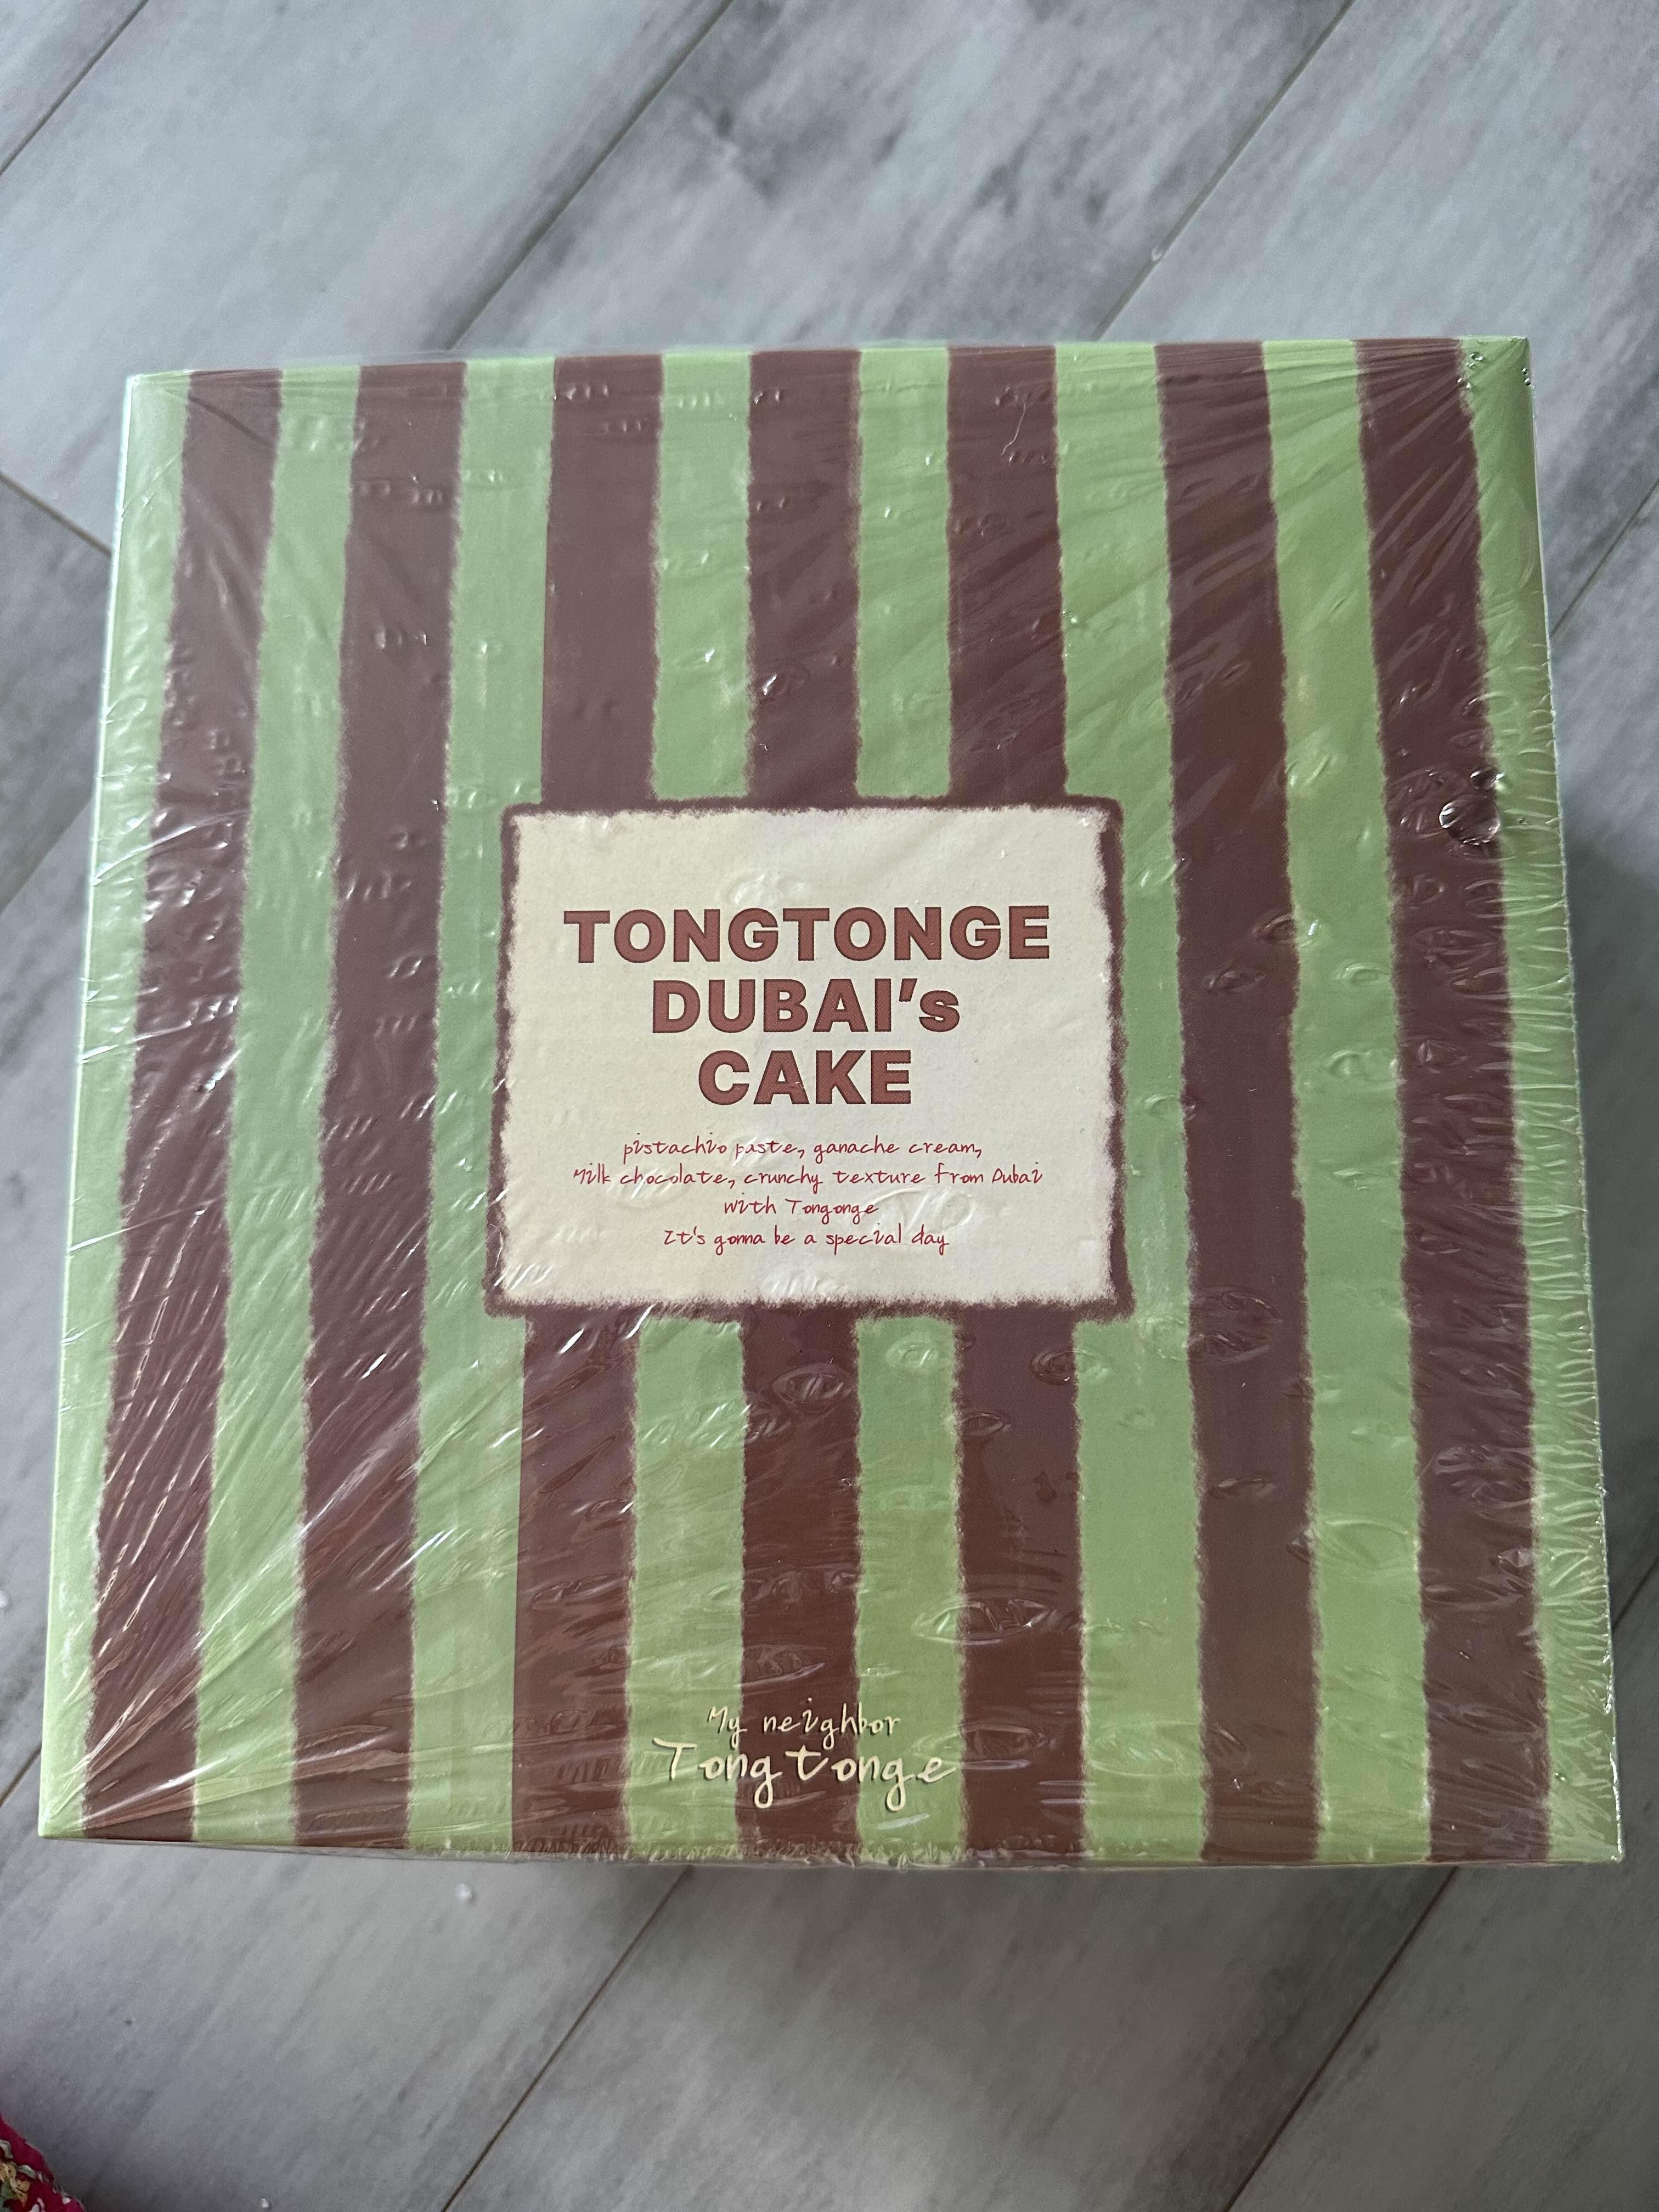 TONGTONGE
DUBAI's
CAKE
pistachio paste, ganache cream,
Milk chocolate, crunchy texture from Dubai
with Tongonge
It's gonna be a special day
My neighbor
Tongtonge